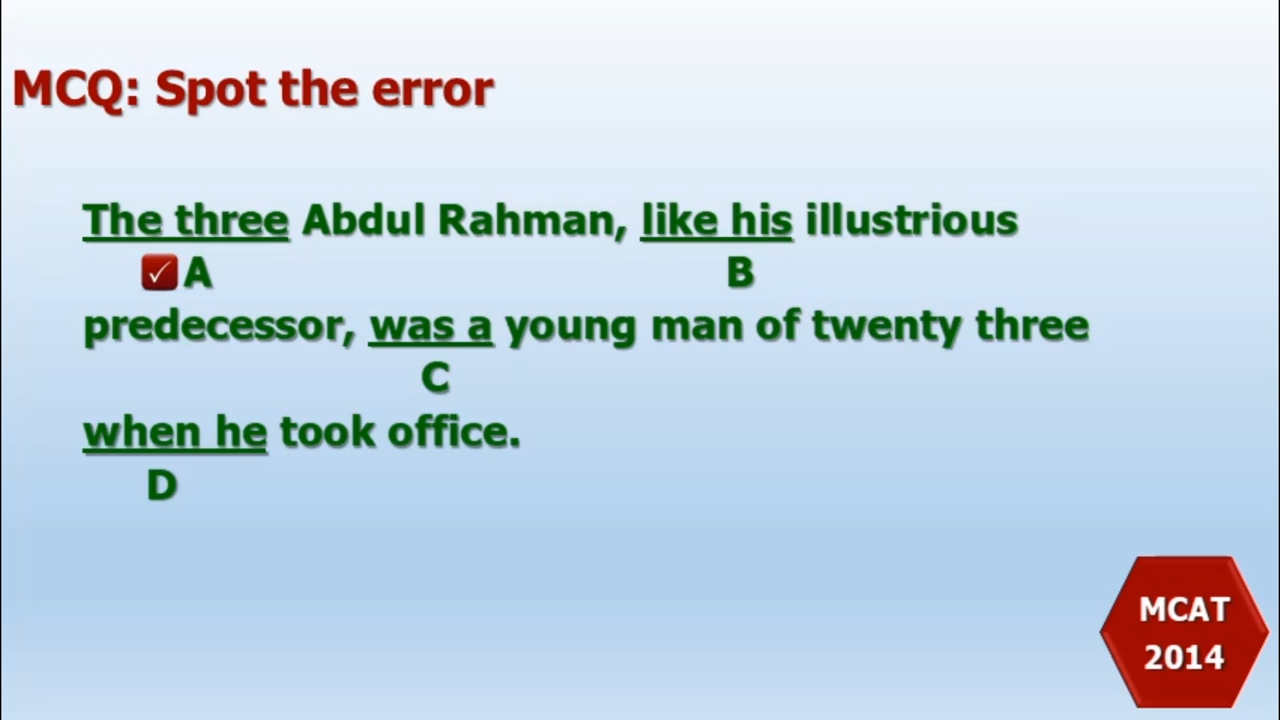 MCQ: Spot the error
The three Abdul Rahman, like his illustrious
A B
predecessor, was a young man of twenty three
C
when he took office.
D
MCAT
2014